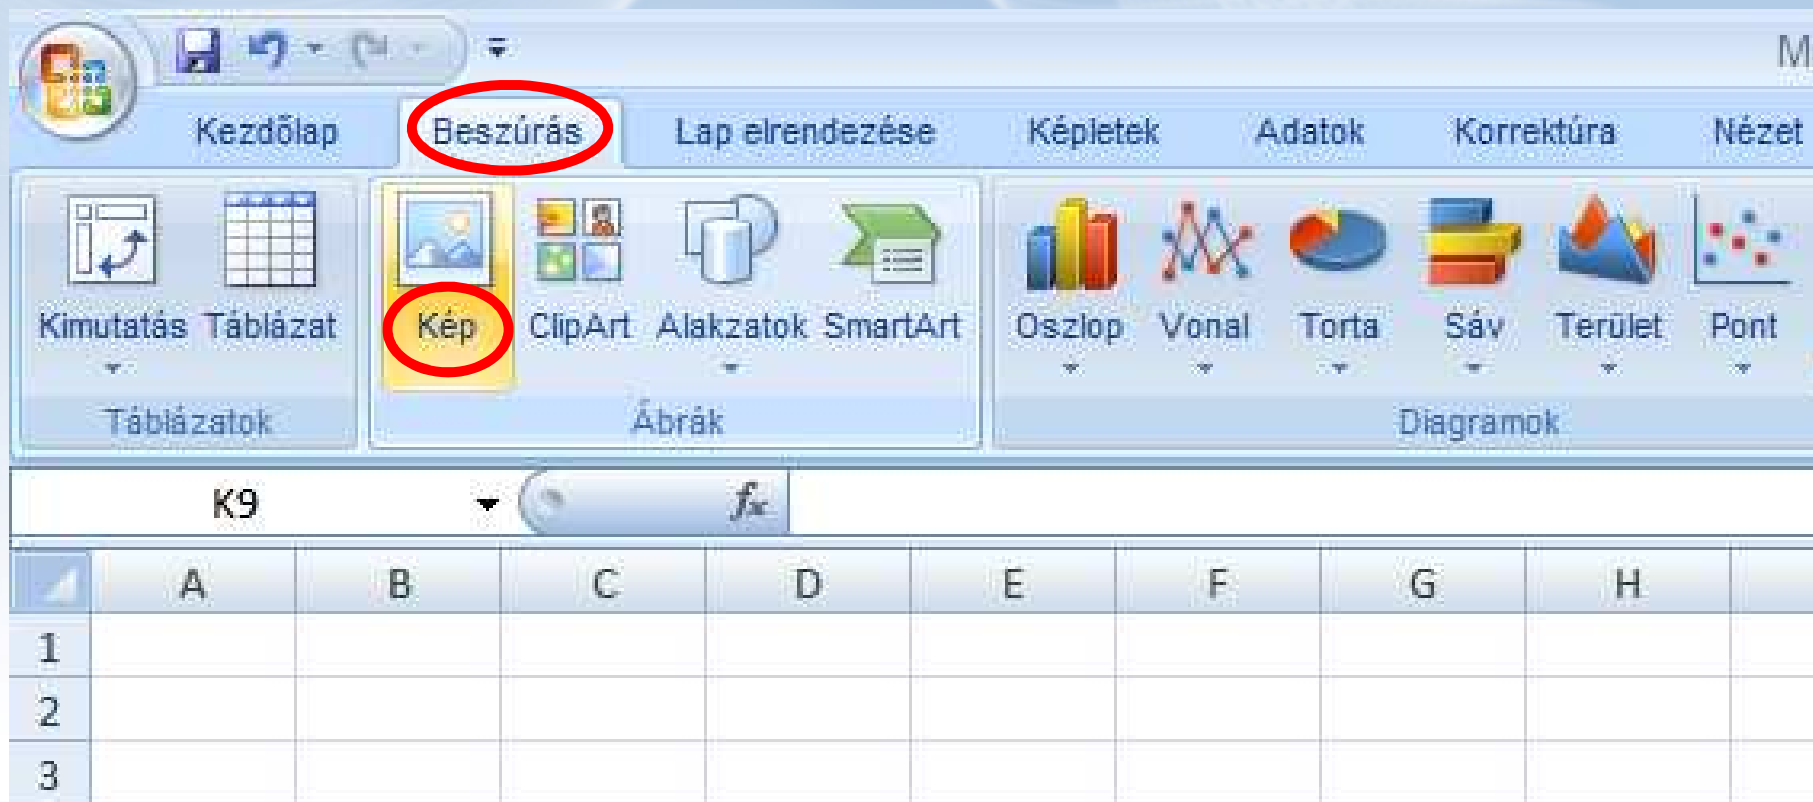 M
Kezdőlap Beszúrás Lap elrendezése Képletek Adatok Korrektúra Nézet
Kimutatás Táblázat Kép ClipArt Alakzatok SmartArt Oszlop Vonal Torta Sáv Terület Pont
Táblázatok Ábrák Diagramok
K9 fx
A B C D E F G H
1
2
3